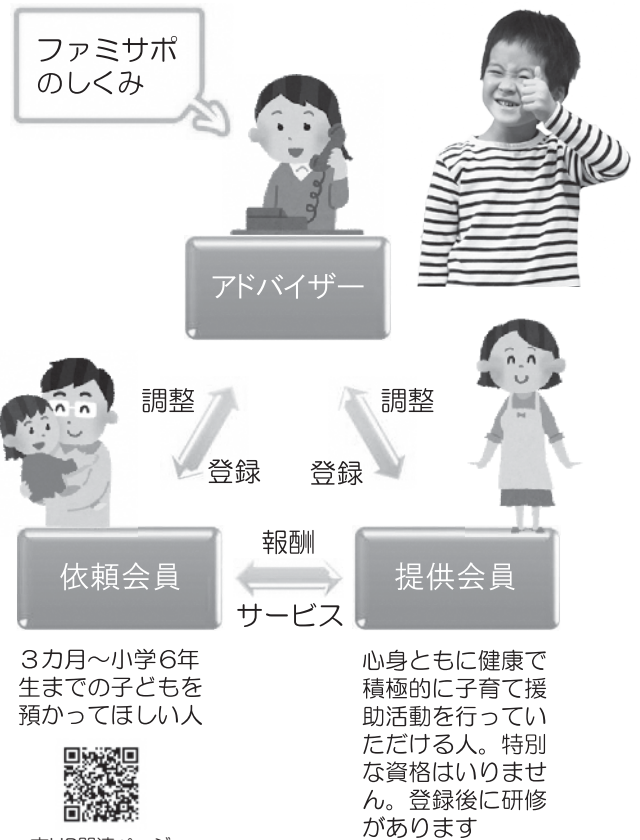 ファミサポ
のしくみ
アドバイザー
調整
調整
登録
登録
報酬
依頼会員
提供会員
サービス
3カ月～小学6年
生までの子どもを
預かってほしい人
心身ともに健康で
積極的に子育て援
助活動を行ってい
ただける人。特別
な資格はいりませ
ん。登録後に研修
があります